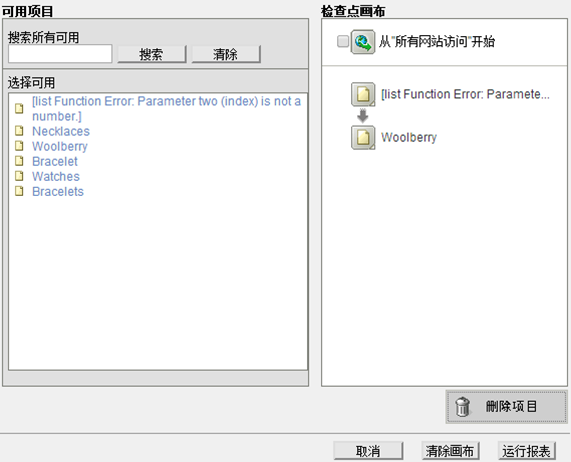 可用项目
搜索所有可用
搜索
清除
选择可用
[list Function Error: Parameter two (index) is not a
number.]
Necklaces
Woolberry
Bracelet
Watches
Bracelets
检查点画布
从"所有网站访问"开始
[list Function Error: Paramete...
Woolberry
删除项目
取消
清除画布
运行报表